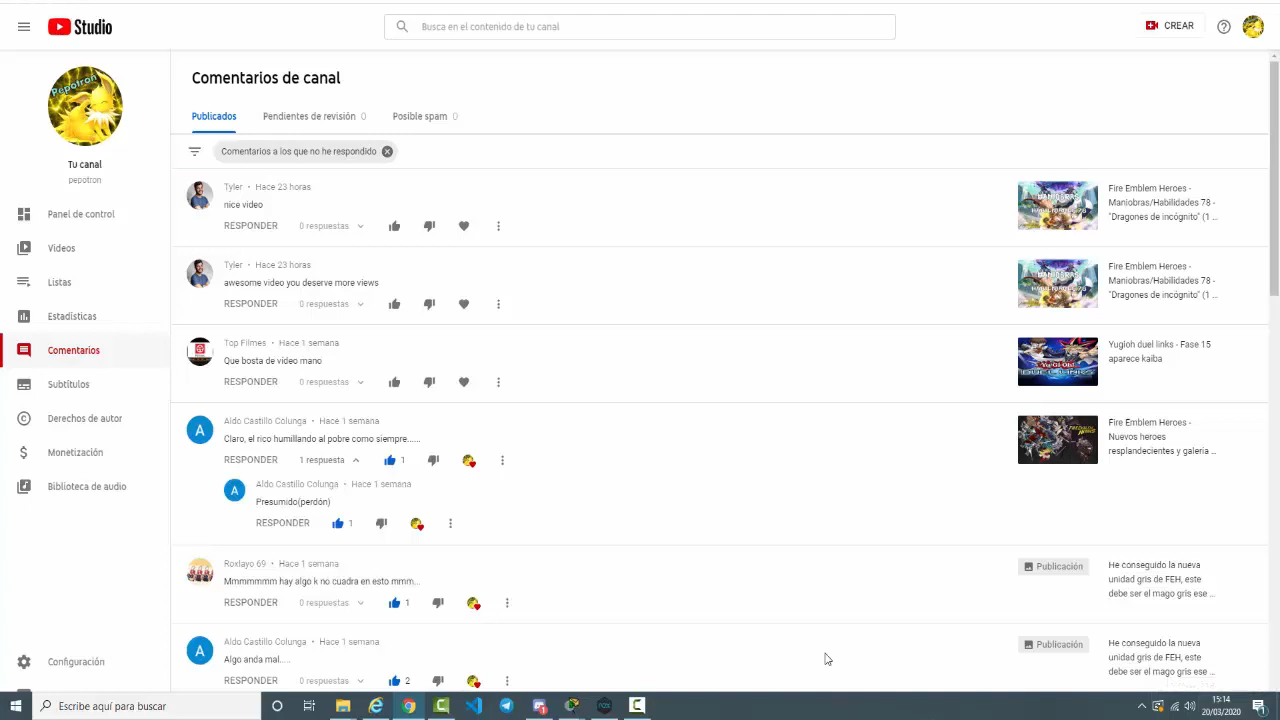 Studio
Busca en el contenido de tu canal
CREAR
Pepotron
Tu canal
pepotron
Panel de control
Vídeos
Listas
Estadísticas
Comentarios
Subtítulos
Derechos de autor
Monetización
Biblioteca de audio
Configuración
Comentarios de canal
Publicados
Pendientes de revisión 0
Posible spam 0
Comentarios a los que no he respondido
Tyler • Hace 23 horas
nice video
RESPONDER 0 respuestas
Fire Emblem Heroes -
Maniobras/Habilidades 78 -
"Dragones de incógnito" (1 ...
Tyler • Hace 23 horas
awesome video you deserve more views
RESPONDER 0 respuestas
Fire Emblem Heroes -
Maniobras/Habilidades 78 -
"Dragones de incógnito" (1 ...
Top Filmes • Hace 1 semana
Que bosta de vídeo mano
RESPONDER 0 respuestas
Yu-Gi-Oh!
DUEL LINKS
Yugioh duel links - Fase 15
aparece kaiba
A
Aldo Castillo Colunga • Hace 1 semana
Claro, el rico humillando al pobre como siempre......
RESPONDER 1 respuesta 1
Fire Emblem Heroes -
Nuevos heroes
resplandecientes y galeria ...
A
Aldo Castillo Colunga • Hace 1 semana
Presumido(perdón)
RESPONDER 1
Roxlayo 69 • Hace 1 semana
Mmmmmmm hay algo k no cuadra en esto mmm...
RESPONDER 0 respuestas 1
Publicación
He conseguido la nueva
unidad gris de FEH, este
debe ser el mago gris ese ...
A
Aldo Castillo Colunga • Hace 1 semana
Algo anda mal.....
RESPONDER 0 respuestas 2
Publicación
He conseguido la nueva
unidad gris de FEH, este
debe ser el mago gris ese ...
Escribe aquí para buscar
15:14
20/03/2020